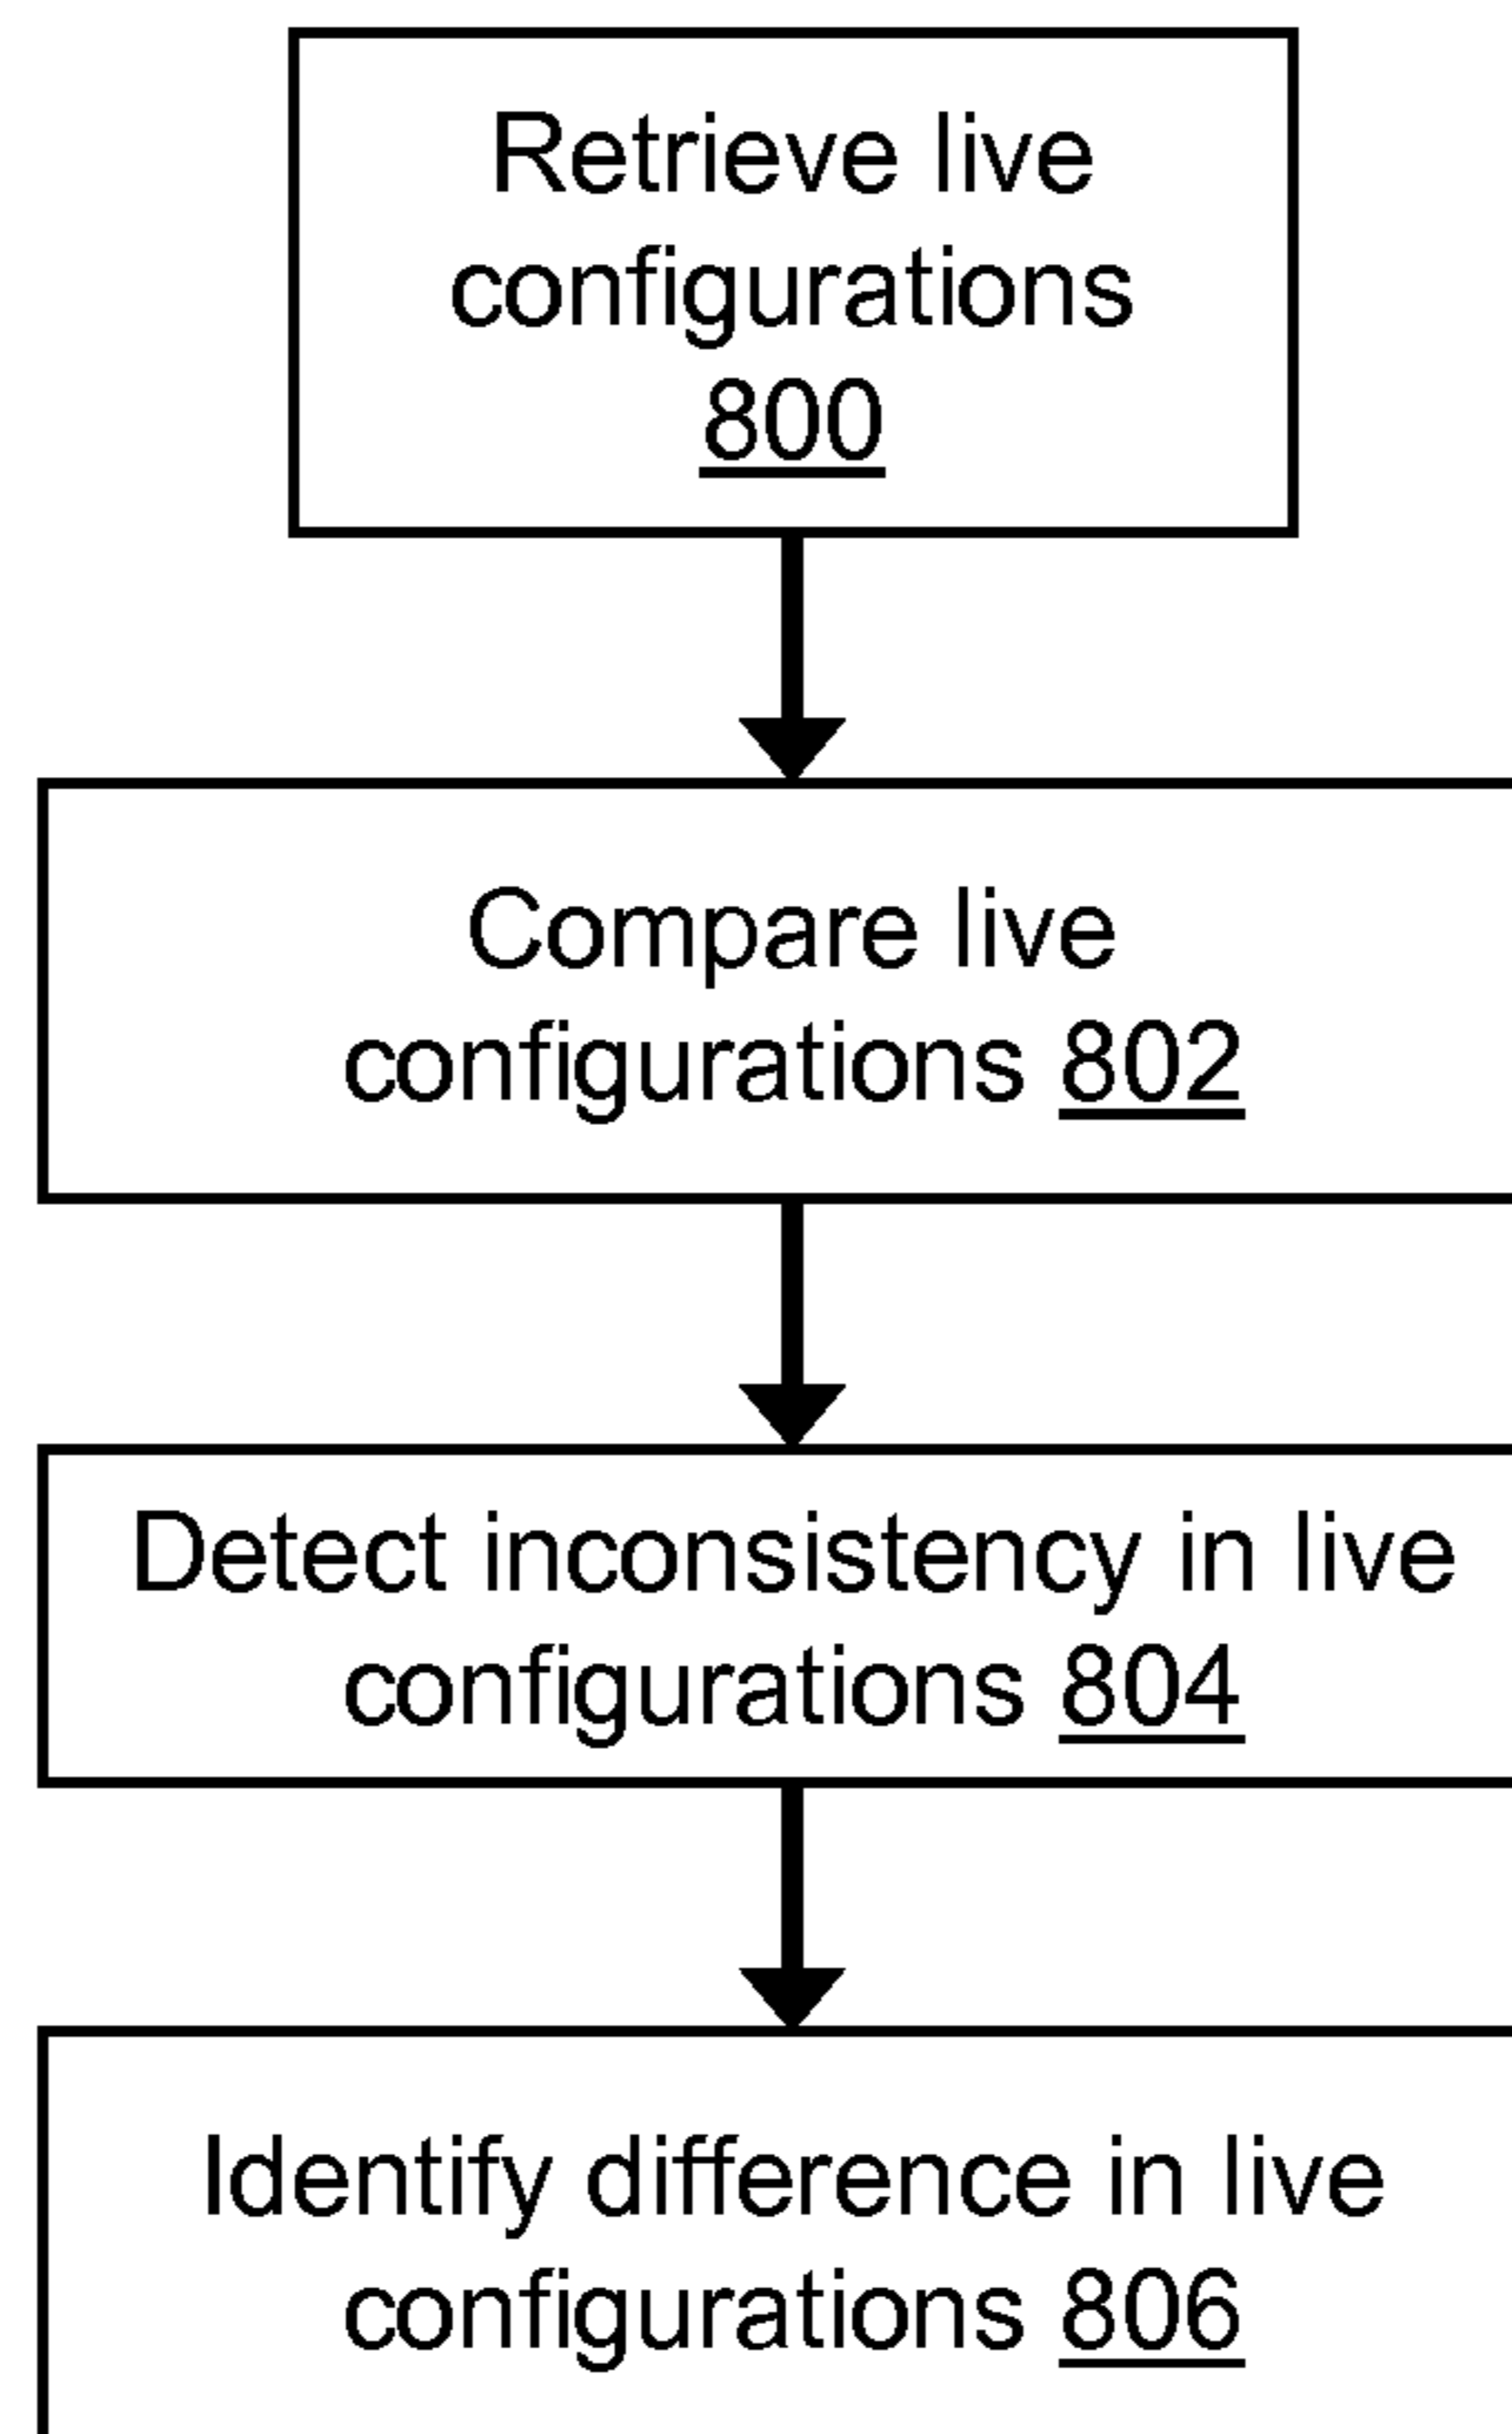 Retrieve live
configurations
800
Compare live
configurations 802
Detect inconsistency in live
configurations 804
Identify difference in live
configurations 806